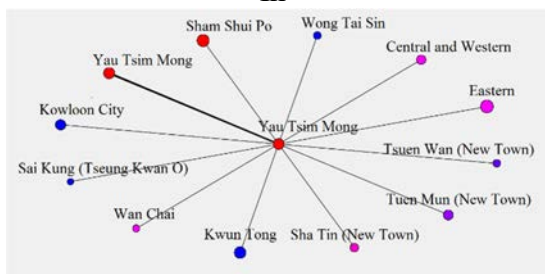 Sham Shui Po
Wong Tai Sin
Yau Tsim Mong
Central and Western
Kowloon City
Eastern
Yau Tsim Mong
Tsuen Wan (New Town)
Sai Kung (Tseung Kwan O)
Tuen Mun (New Town)
Wan Chai
Kwun Tong
Sha Tin (New Town)